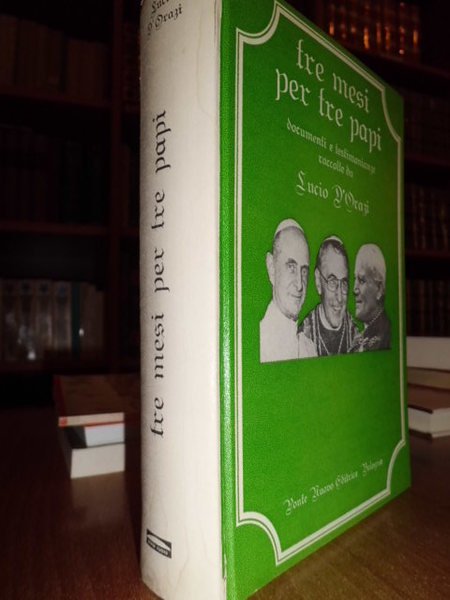 Lucio
D'Orazi
tre mesi per tre papi
tre mesi
per tre papi
documenti e testimonianze
raccolte da
Lucio D'Orazi
Ponte Nuovo Editrice Bologna